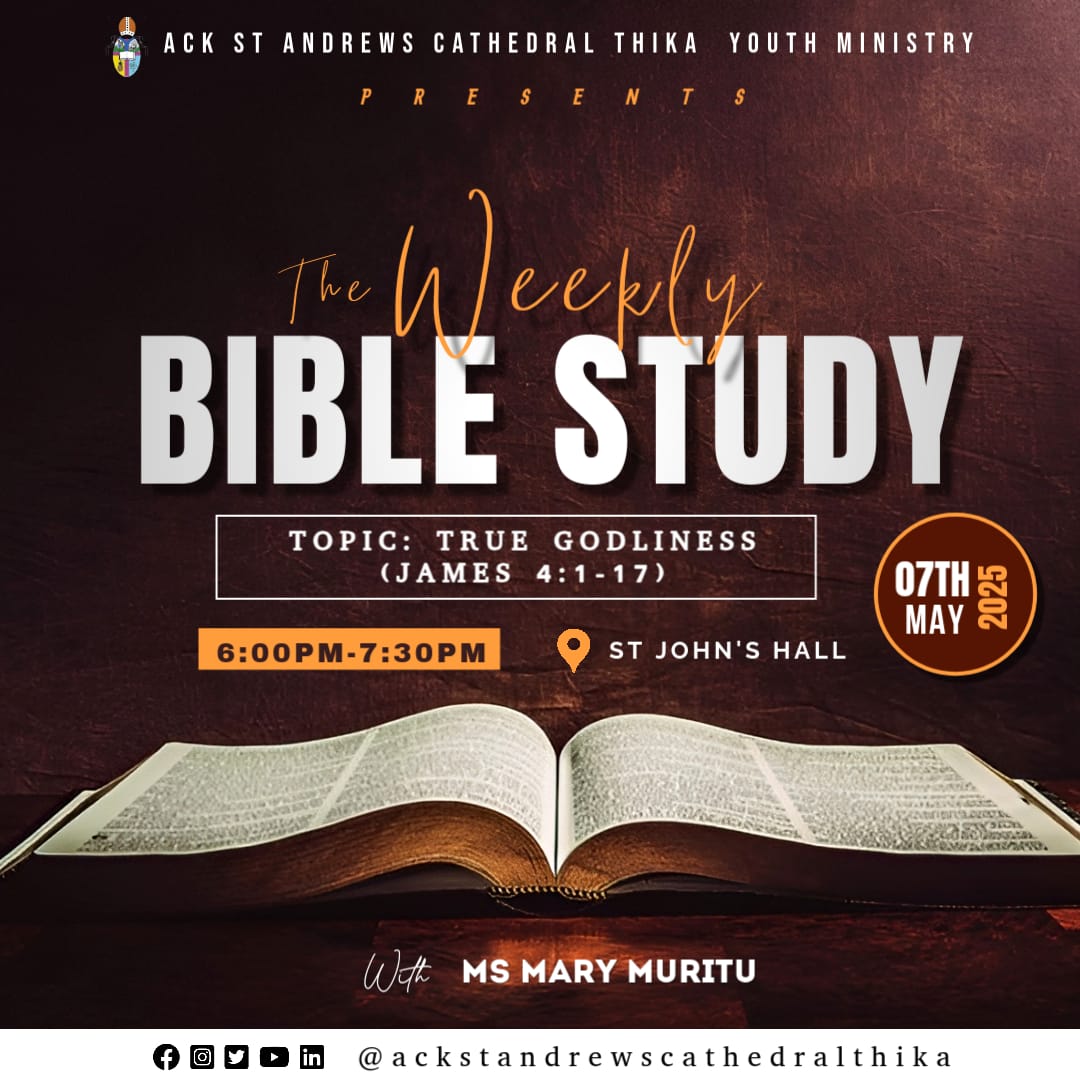 ACK ST ANDREWS CATHEDRAL THIKA YOUTH MINISTRY
PRESENTS
The Weekly
BIBLE STUDY
TOPIC: TRUE GODLINESS
(JAMES 4:1-17)
07TH
MAY
2025
6:00PM-7:30PM
ST JOHN'S HALL
With MS MARY MURITU
@ackstandrewscathedralthika